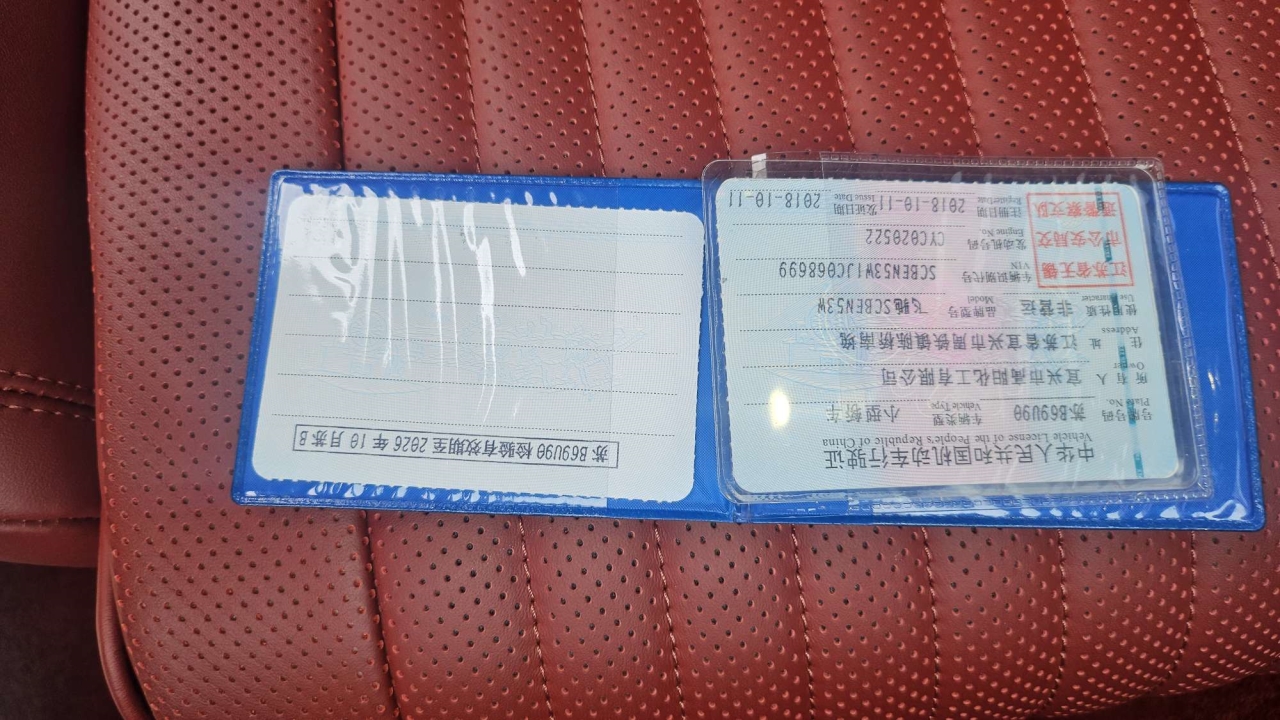 中华人民共和国机动车行驶证
Vehicle License of the People's Republic of China
号牌号码 苏B69U90 车辆类型 小型轿车
Plate No. Vehicle Type
所有人 宜兴市阳化工有限公司
Owner
住址 江苏省宜兴市周铁镇陈桥南苑
Address
使用性质 非营运 品牌型号 飞驰SCBEN53W
Use Character Model
江苏省无锡
市公安局交
通警察支队
车辆识别代号 SCBEN53W1JC068699
VIN
发动机号码 CYC020522
Engine No.
注册日期 2018-10-11 发证日期 2018-10-11
Register Date Issue Date
苏B69U90 检验有效期至2026年10月苏B